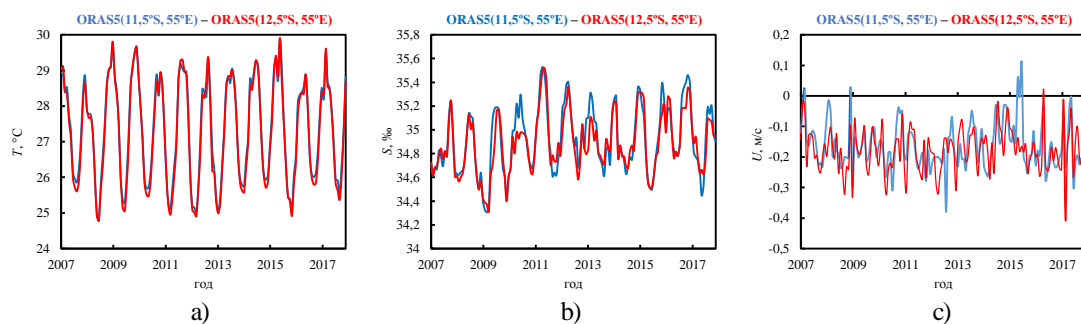 ORAS5(11,5ºS, 55ºE) – ORAS5(12,5ºS, 55ºE)
T, °C
30
29
28
27
26
25
24
2007 2009 2011 2013 2015 2017
год
a)
ORAS5(11,5ºS, 55ºE) – ORAS5(12,5ºS, 55ºE)
S, ‰
35,8
35,6
35,4
35,2
35
34,8
34,6
34,4
34,2
34
2007 2009 2011 2013 2015 2017
год
b)
ORAS5(11,5ºS, 55ºE) – ORAS5(12,5ºS, 55ºE)
U, м/с
0,2
0,1
0
-0,1
-0,2
-0,3
-0,4
-0,5
2007 2009 2011 2013 2015 2017
год
c)